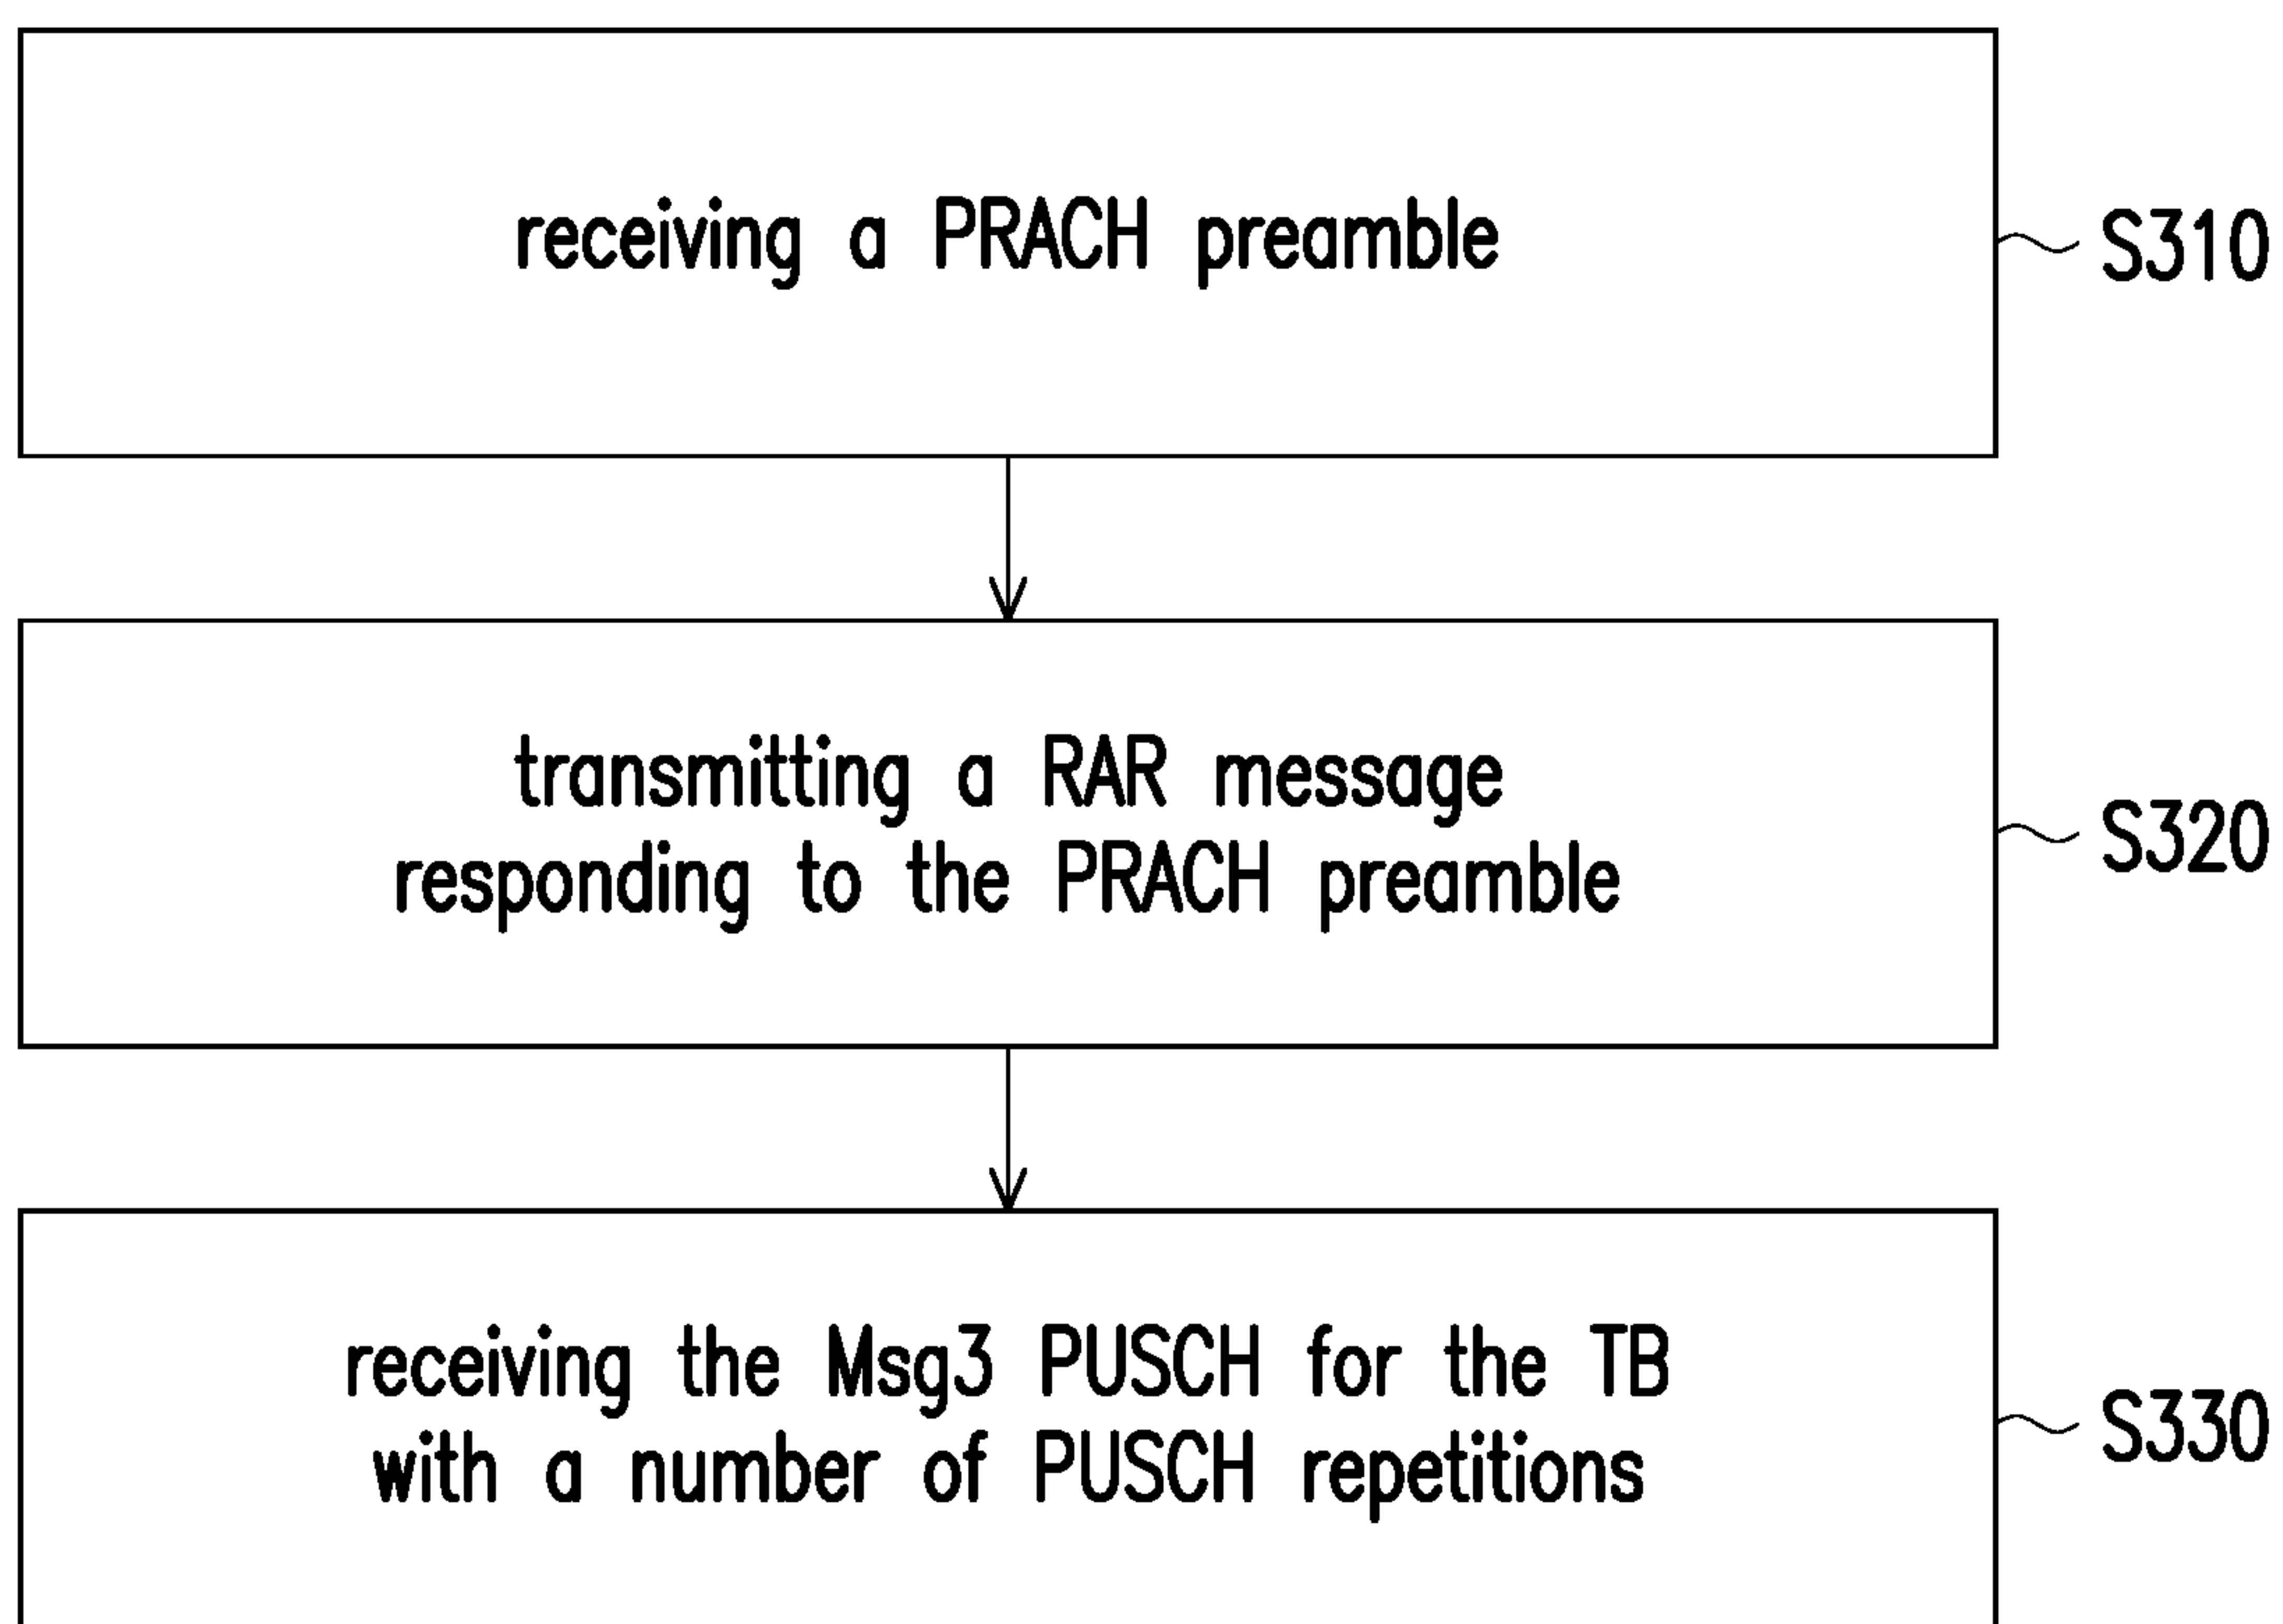 receiving a PRACH preamble
S310
transmitting a RAR message
responding to the PRACH preamble
S320
receiving the Msg3 PUSCH for the TB
with a number of PUSCH repetitions
S330